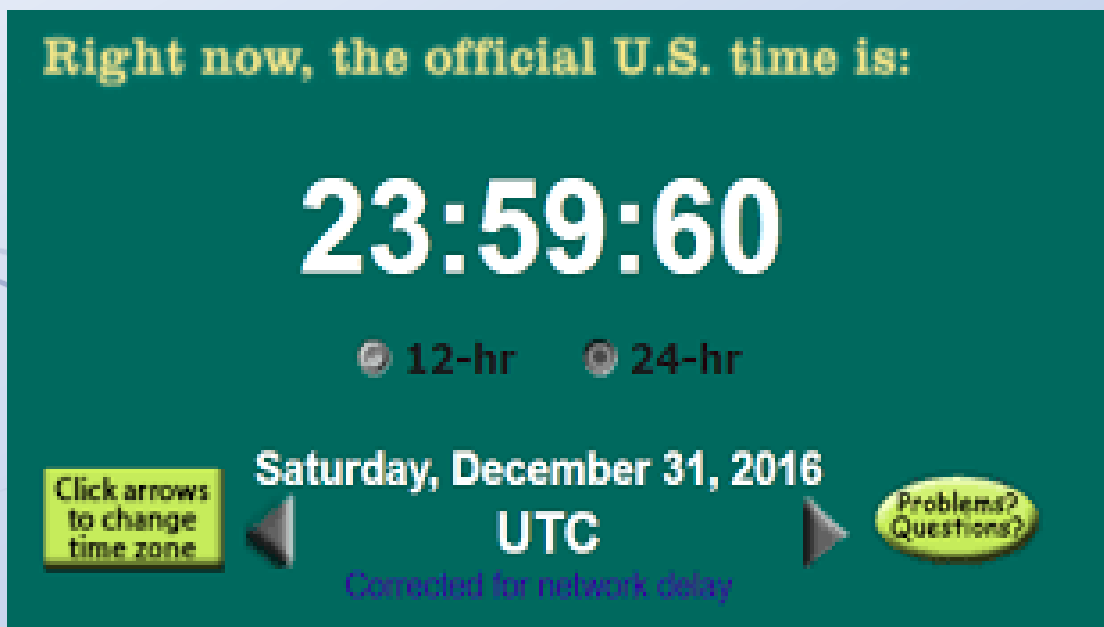 Right now, the official U.S. time is:
23:59:60
12-hr 24-hr
Saturday, December 31, 2016
Click arrows
to change
time zone
UTC
Problems?
Questions?
Corrected for network delay